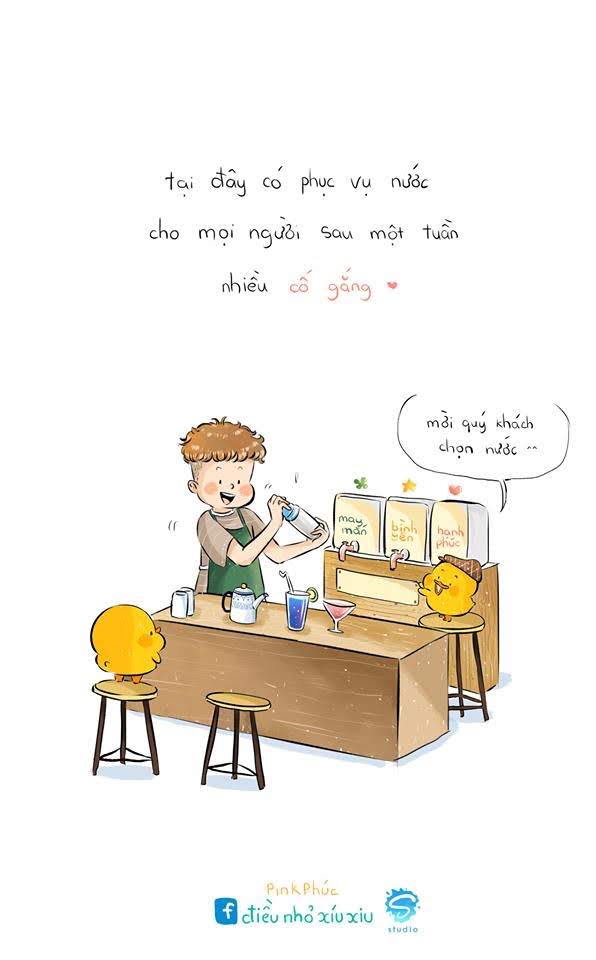 tại đây có phục vụ nước
cho mọi người sau một tuần
nhiều cố gắng
mời quý khách
chọn nước ^^
may
mắn
bình
yên
hạnh
phúc
PinkPhúc
f điều nhỏ xíu xiu
S
studio